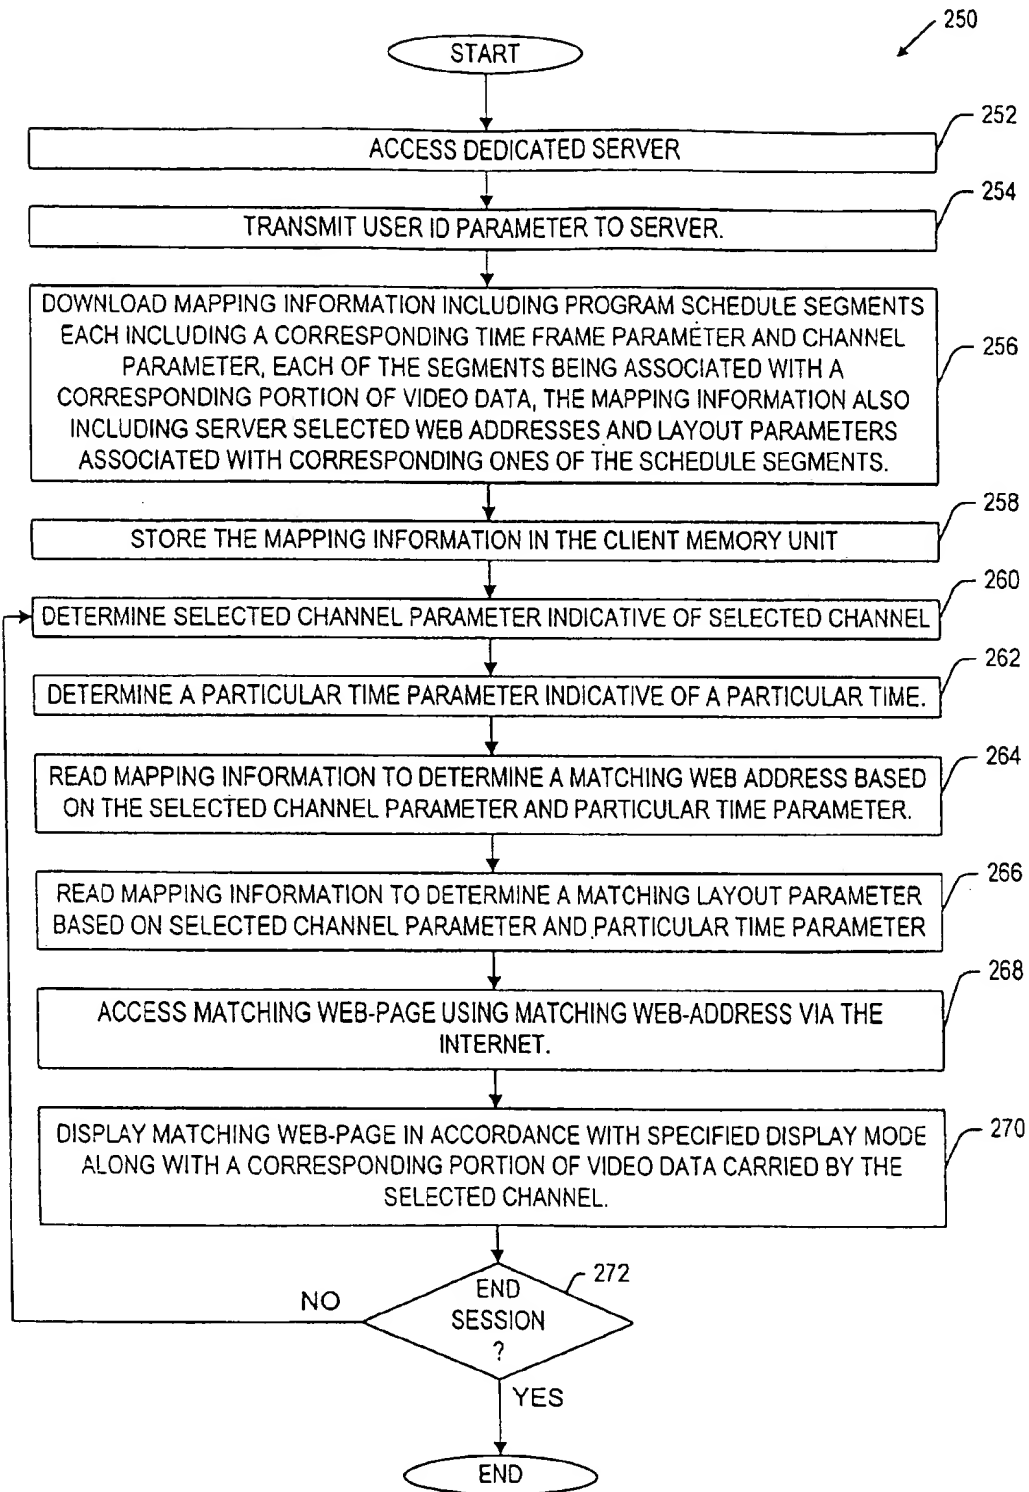 250
START
252
ACCESS DEDICATED SERVER
254
TRANSMIT USER ID PARAMETER TO SERVER.
DOWNLOAD MAPPING INFORMATION INCLUDING PROGRAM SCHEDULE SEGMENTS
EACH INCLUDING A CORRESPONDING TIME FRAME PARAMETER AND CHANNEL
PARAMETER, EACH OF THE SEGMENTS BEING ASSOCIATED WITH A
CORRESPONDING PORTION OF VIDEO DATA, THE MAPPING INFORMATION ALSO
INCLUDING SERVER SELECTED WEB ADDRESSES AND LAYOUT PARAMETERS
ASSOCIATED WITH CORRESPONDING ONES OF THE SCHEDULE SEGMENTS.
256
258
STORE THE MAPPING INFORMATION IN THE CLIENT MEMORY UNIT
260
DETERMINE SELECTED CHANNEL PARAMETER INDICATIVE OF SELECTED CHANNEL
262
DETERMINE A PARTICULAR TIME PARAMETER INDICATIVE OF A PARTICULAR TIME.
264
READ MAPPING INFORMATION TO DETERMINE A MATCHING WEB ADDRESS BASED
ON THE SELECTED CHANNEL PARAMETER AND PARTICULAR TIME PARAMETER.
266
READ MAPPING INFORMATION TO DETERMINE A MATCHING LAYOUT PARAMETER
BASED ON SELECTED CHANNEL PARAMETER AND PARTICULAR TIME PARAMETER
268
ACCESS MATCHING WEB-PAGE USING MATCHING WEB-ADDRESS VIA THE
INTERNET.
270
DISPLAY MATCHING WEB-PAGE IN ACCORDANCE WITH SPECIFIED DISPLAY MODE
ALONG WITH A CORRESPONDING PORTION OF VIDEO DATA CARRIED BY THE
SELECTED CHANNEL.
272
END
SESSION
?
NO
YES
END